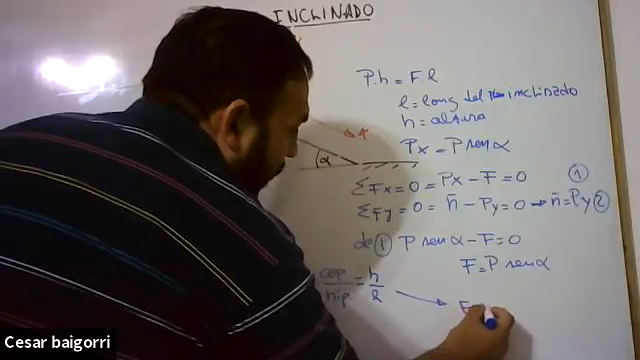 INCLINADO
P.h = F.l
l = long del inclinado
h = altura
Px = P sen α
x
α
ΣFx = 0 = Px - F = 0 ①
ΣFy = 0 = n̄ - Py = 0 → n̄ = Py ②
de ① P sen α - F = 0
F = P sen α
cop/hip = h/l → F
Cesar baigorri